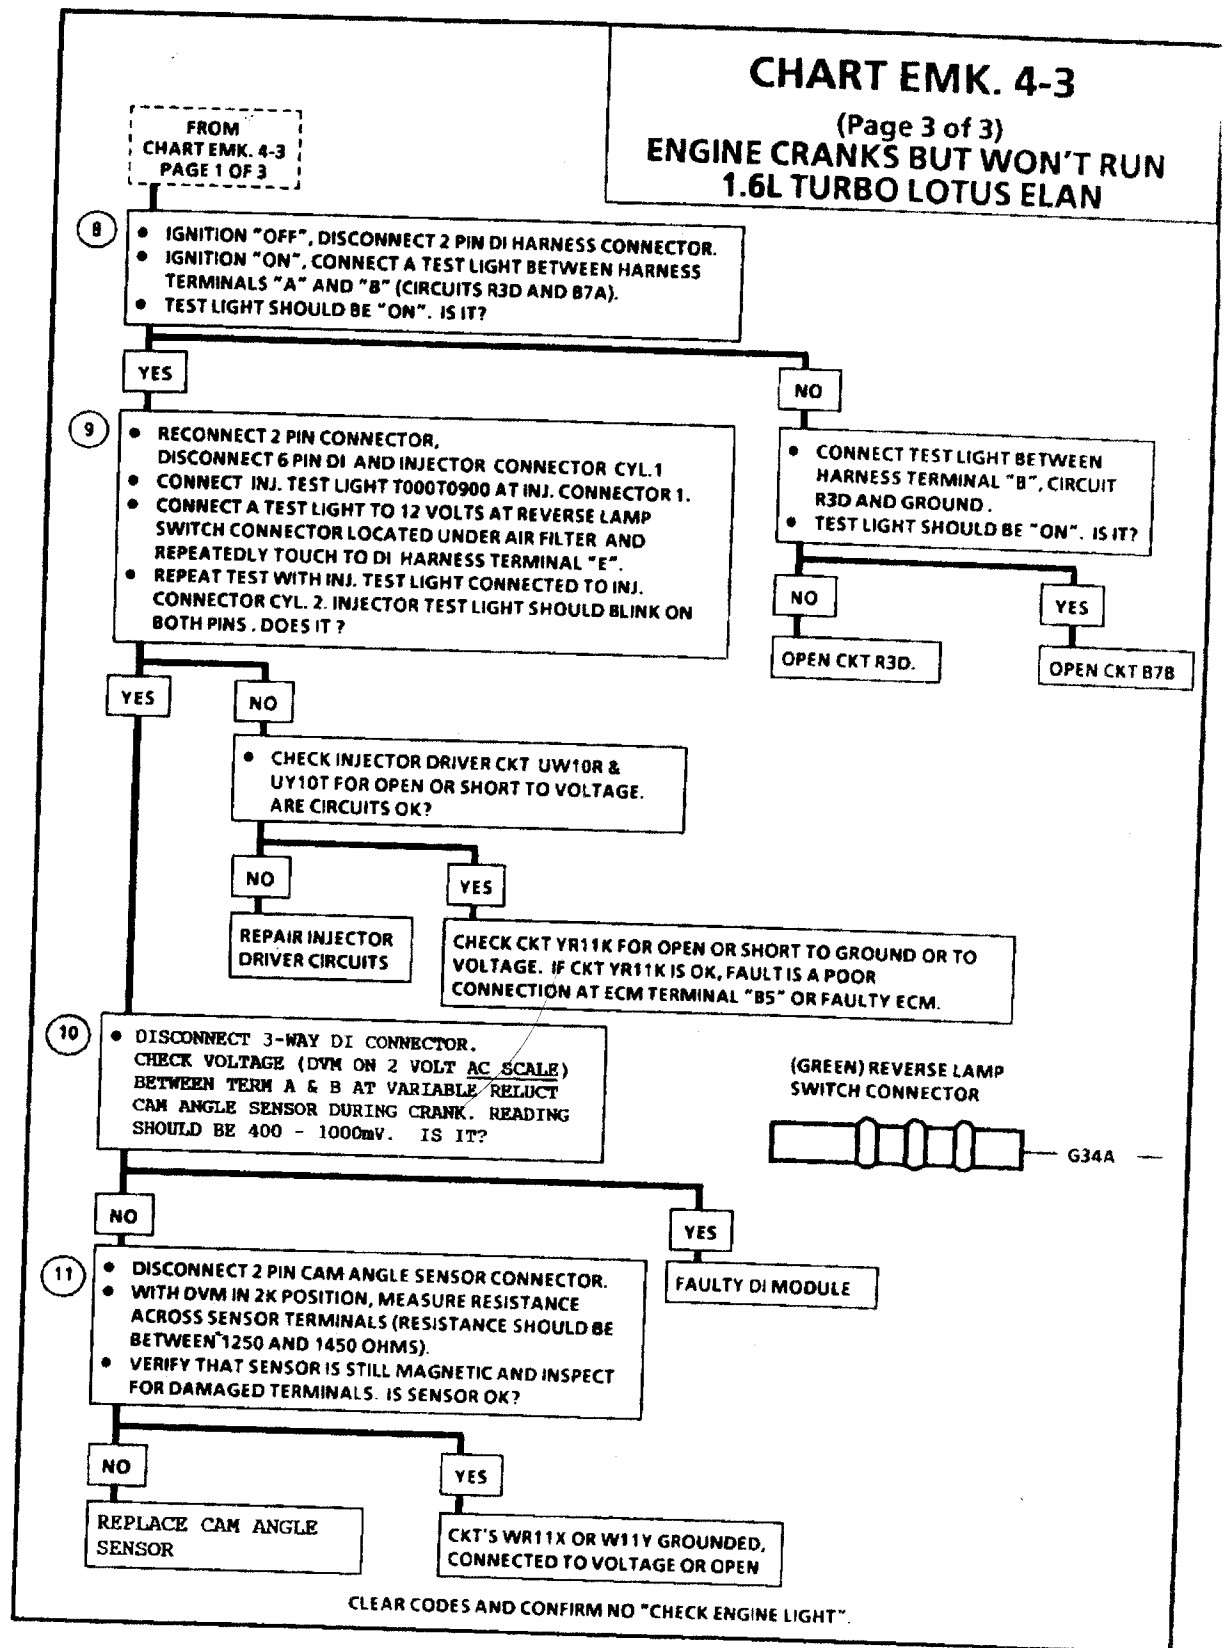 CHART EMK. 4-3
(Page 3 of 3)
ENGINE CRANKS BUT WON'T RUN
1.6L TURBO LOTUS ELAN
FROM
CHART EMK. 4-3
PAGE 1 OF 3
8
• IGNITION "OFF", DISCONNECT 2 PIN DI HARNESS CONNECTOR.
• IGNITION "ON", CONNECT A TEST LIGHT BETWEEN HARNESS
TERMINALS "A" AND "B" (CIRCUITS R3D AND B7A).
• TEST LIGHT SHOULD BE "ON". IS IT?
YES
NO
9
• RECONNECT 2 PIN CONNECTOR,
DISCONNECT 6 PIN DI AND INJECTOR CONNECTOR CYL.1
• CONNECT INJ. TEST LIGHT T000T0900 AT INJ. CONNECTOR 1.
• CONNECT A TEST LIGHT TO 12 VOLTS AT REVERSE LAMP
SWITCH CONNECTOR LOCATED UNDER AIR FILTER AND
REPEATEDLY TOUCH TO DI HARNESS TERMINAL "E".
• REPEAT TEST WITH INJ. TEST LIGHT CONNECTED TO INJ.
CONNECTOR CYL. 2. INJECTOR TEST LIGHT SHOULD BLINK ON
BOTH PINS. DOES IT ?
• CONNECT TEST LIGHT BETWEEN
HARNESS TERMINAL "B", CIRCUIT
R3D AND GROUND.
• TEST LIGHT SHOULD BE "ON". IS IT?
NO
YES
OPEN CKT R3D.
OPEN CKT B7B
YES
NO
• CHECK INJECTOR DRIVER CKT UW10R &
UY10T FOR OPEN OR SHORT TO VOLTAGE.
ARE CIRCUITS OK?
NO
YES
REPAIR INJECTOR
DRIVER CIRCUITS
CHECK CKT YR11K FOR OPEN OR SHORT TO GROUND OR TO
VOLTAGE. IF CKT YR11K IS OK, FAULT IS A POOR
CONNECTION AT ECM TERMINAL "B5" OR FAULTY ECM.
10
• DISCONNECT 3-WAY DI CONNECTOR.
CHECK VOLTAGE (DVM ON 2 VOLT AC SCALE)
BETWEEN TERM A & B AT VARIABLE RELUCT
CAM ANGLE SENSOR DURING CRANK. READING
SHOULD BE 400 - 1000mV. IS IT?
(GREEN) REVERSE LAMP
SWITCH CONNECTOR
G34A
NO
YES
FAULTY DI MODULE
11
• DISCONNECT 2 PIN CAM ANGLE SENSOR CONNECTOR.
• WITH DVM IN 2K POSITION, MEASURE RESISTANCE
ACROSS SENSOR TERMINALS (RESISTANCE SHOULD BE
BETWEEN 1250 AND 1450 OHMS).
• VERIFY THAT SENSOR IS STILL MAGNETIC AND INSPECT
FOR DAMAGED TERMINALS. IS SENSOR OK?
NO
YES
REPLACE CAM ANGLE
SENSOR
CKT'S WR11X OR W11Y GROUNDED,
CONNECTED TO VOLTAGE OR OPEN
CLEAR CODES AND CONFIRM NO "CHECK ENGINE LIGHT".